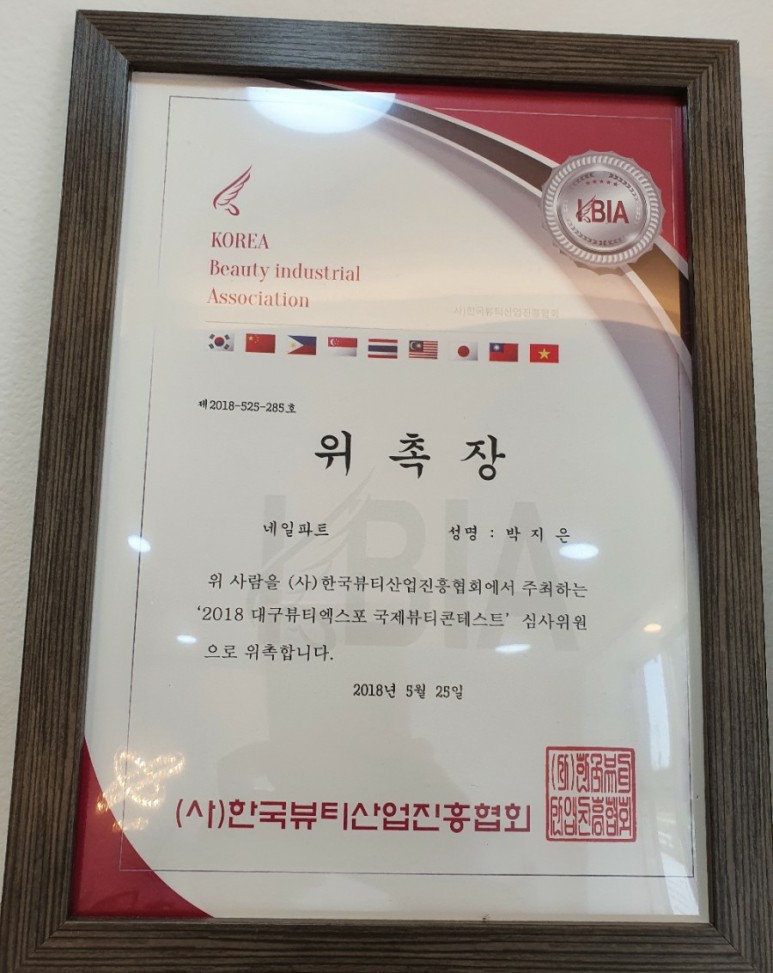 KBIA
KOREA
Beauty industrial
Association
사)한국뷰티산업진흥협회
제2018-525-285호
위 촉 장
네일파트 성명 : 박 지 은
위 사람을 (사)한국뷰티산업진흥협회에서 주최하는
‘2018 대구뷰티엑스포 국제뷰티콘테스트’ 심사위원
으로 위촉합니다.
2018년 5월 25일
(사)한국뷰티산업진흥협회